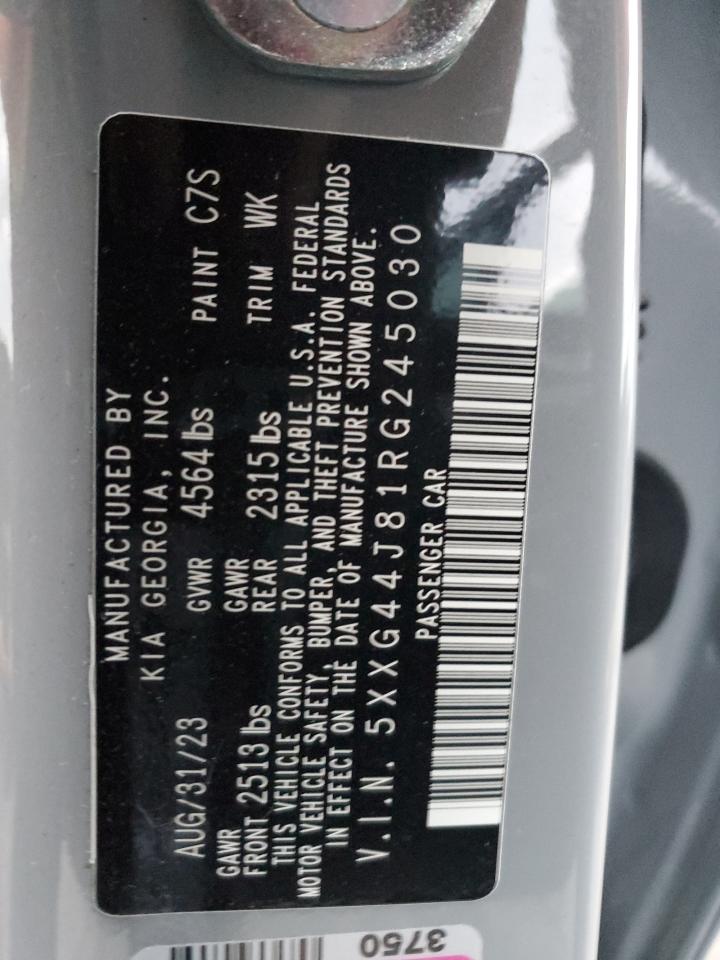 MANUFACTURED BY
KIA GEORGIA, INC.
AUG/31/23 GVWR 4564 lbs PAINT C7S
GAWR FRONT 2513 lbs GAWR REAR 2315 lbs TRIM WK
THIS VEHICLE CONFORMS TO ALL APPLICABLE U.S.A. FEDERAL
MOTOR VEHICLE SAFETY, BUMPER, AND THEFT PREVENTION STANDARDS
IN EFFECT ON THE DATE OF MANUFACTURE SHOWN ABOVE.
V.I.N. 5XXG44J81RG245030
PASSENGER CAR
3750